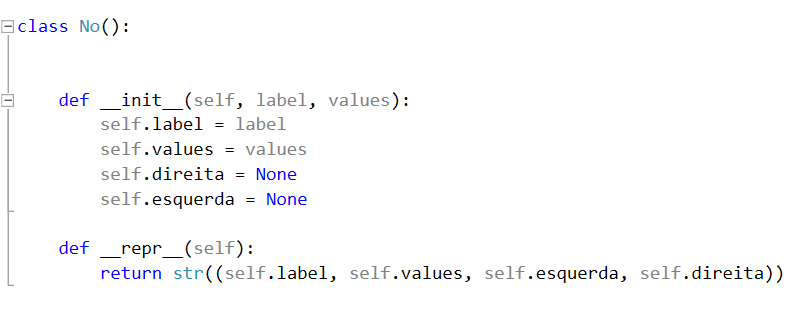 class No():
def __init__(self, label, values):
self.label = label
self.values = values
self.direita = None
self.esquerda = None
def __repr__(self):
return str((self.label, self.values, self.esquerda, self.direita))